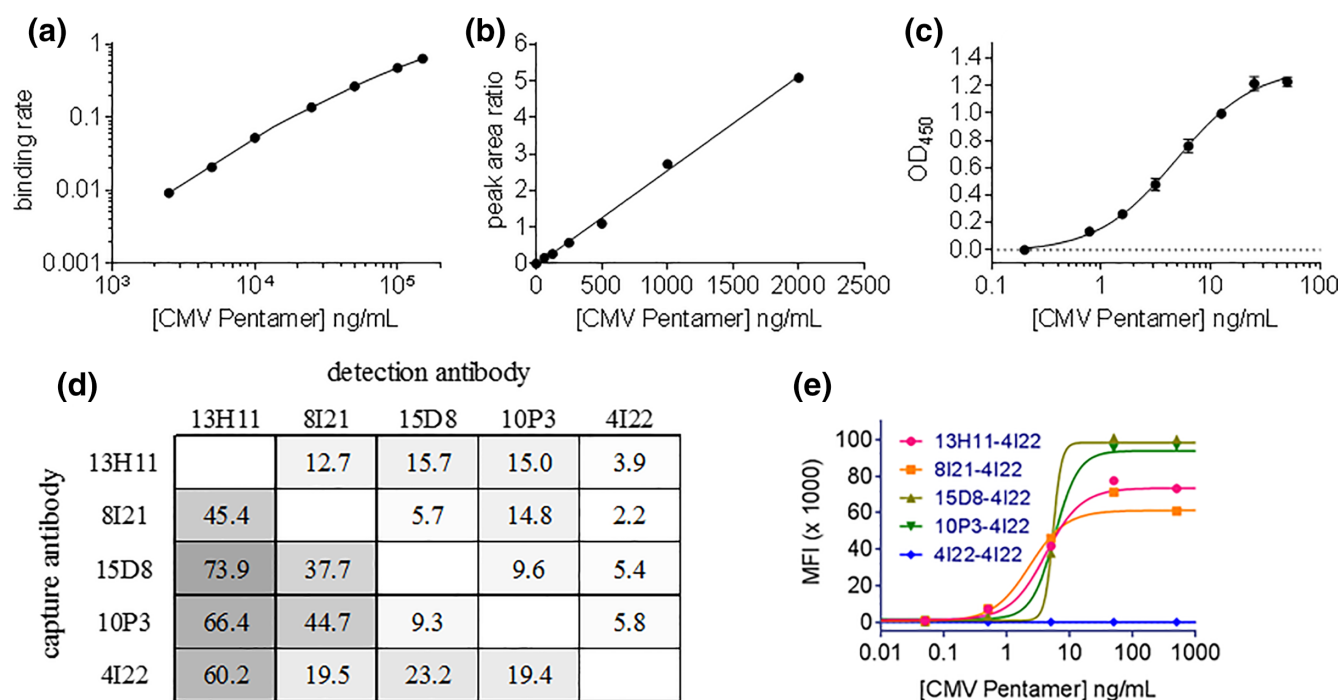 (a)
binding rate
1
0.1
0.01
0.001
10³ 10⁴ 10⁵
[CMV Pentamer] ng/mL
(b)
peak area ratio
6
5
4
3
2
1
0
0 500 1000 1500 2000 2500
[CMV Pentamer] ng/mL
(c)
OD₄₅₀
1.4
1.2
1.0
0.8
0.6
0.4
0.2
0.0
0.1 1 10 100
[CMV Pentamer] ng/mL
(d)
detection antibody
13H11 8I21 15D8 10P3 4I22
capture antibody
13H11 12.7 15.7 15.0 3.9
8I21 45.4 5.7 14.8 2.2
15D8 73.9 37.7 9.6 5.4
10P3 66.4 44.7 9.3 5.8
4I22 60.2 19.5 23.2 19.4
(e)
MFI (x 1000)
100
80
60
40
20
0
13H11-4I22
8I21-4I22
15D8-4I22
10P3-4I22
4I22-4I22
0.01 0.1 1 10 100 1000
[CMV Pentamer] ng/mL